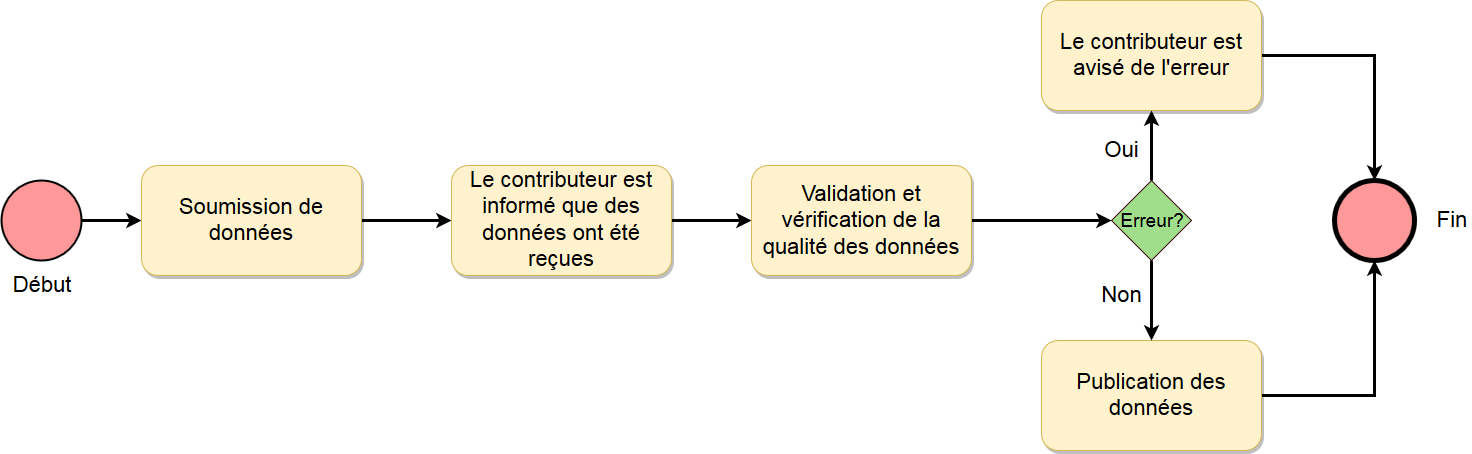 Début
Soumission de
données
Le contributeur est
informé que des
données ont été
reçues
Validation et
vérification de la
qualité des données
Erreur?
Oui
Le contributeur est
avisé de l'erreur
Non
Publication des
données
Fin